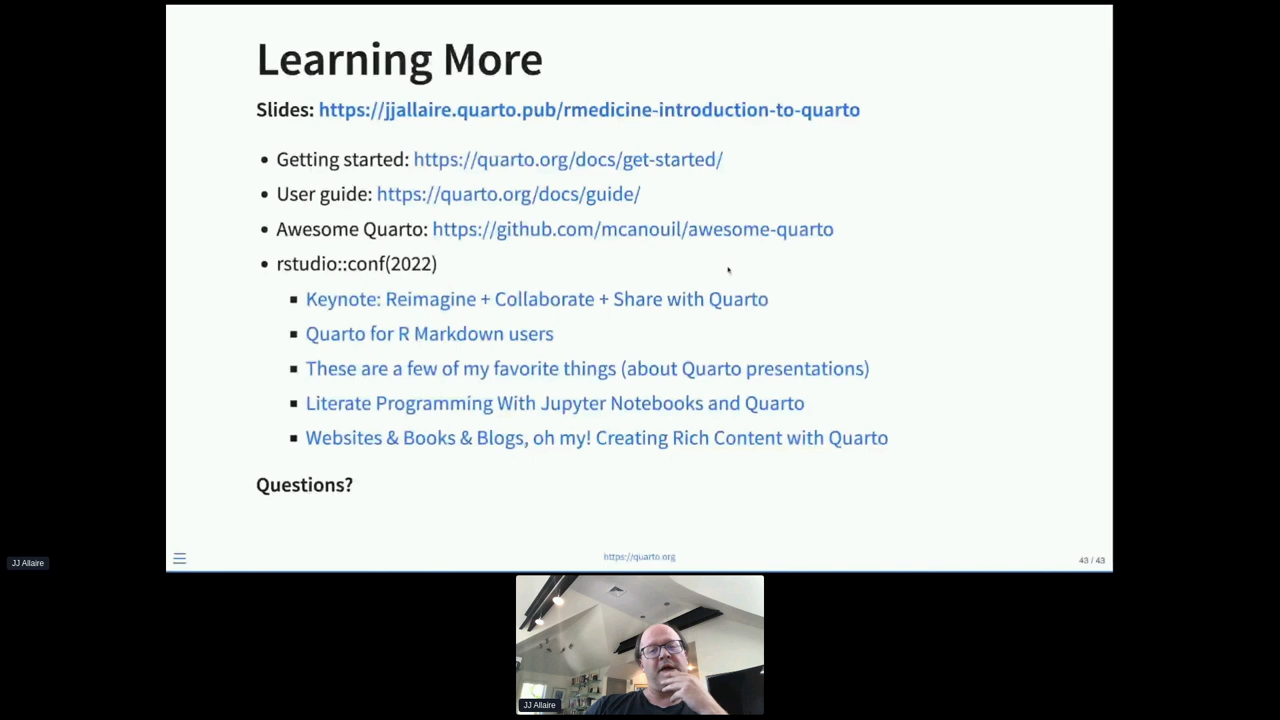 Learning More
Slides: https://jjallaire.quarto.pub/rmedicine-introduction-to-quarto
• Getting started: https://quarto.org/docs/get-started/
• User guide: https://quarto.org/docs/guide/
• Awesome Quarto: https://github.com/mcanouil/awesome-quarto
• rstudio::conf(2022)
▪ Keynote: Reimagine + Collaborate + Share with Quarto
▪ Quarto for R Markdown users
▪ These are a few of my favorite things (about Quarto presentations)
▪ Literate Programming With Jupyter Notebooks and Quarto
▪ Websites & Books & Blogs, oh my! Creating Rich Content with Quarto
Questions?
https://quarto.org
43 / 43
JJ Allaire
JJ Allaire